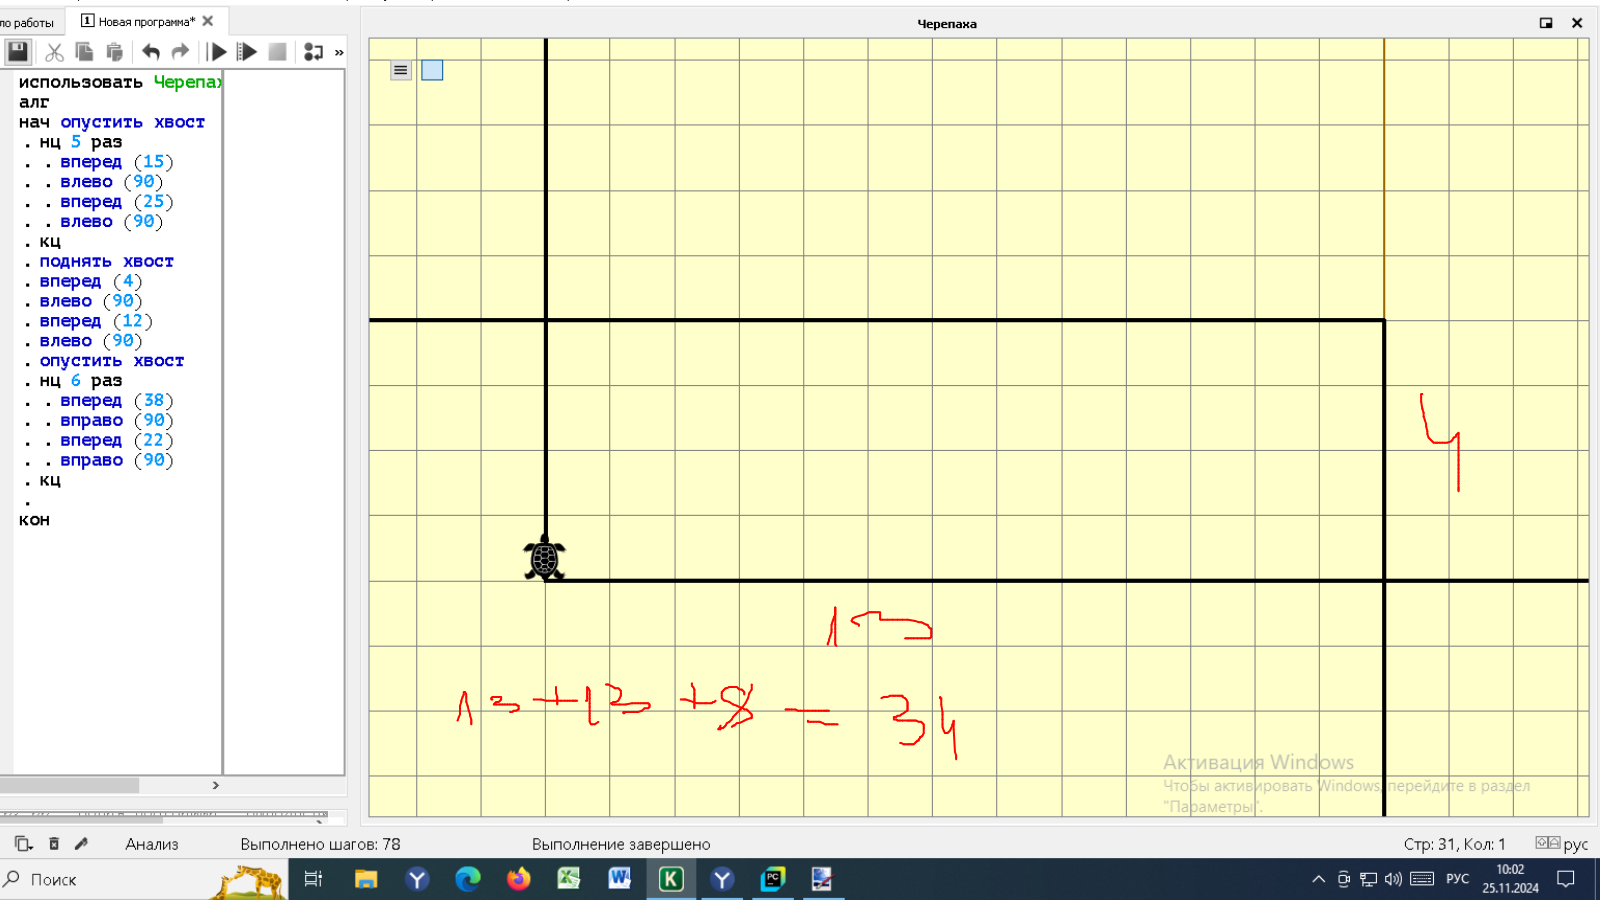 ло работы
1 Новая программа*
Черепаха
использовать Черепах
алг
нач опустить хвост
. нц 5 раз
. . вперед (15)
. . влево (90)
. . вперед (25)
. . влево (90)
. кц
. поднять хвост
. вперед (4)
. влево (90)
. вперед (12)
. влево (90)
. опустить хвост
. нц 6 раз
. . вперед (38)
. . вправо (90)
. . вперед (22)
. . вправо (90)
. кц
.
кон
4
13
13+13+8=34
Активация Windows
Чтобы активировать Windows, перейдите в раздел
"Параметры".
Анализ
Выполнено шагов: 78
Выполнение завершено
Стр: 31, Кол: 1
рус
Поиск
РУС
10:02
25.11.2024